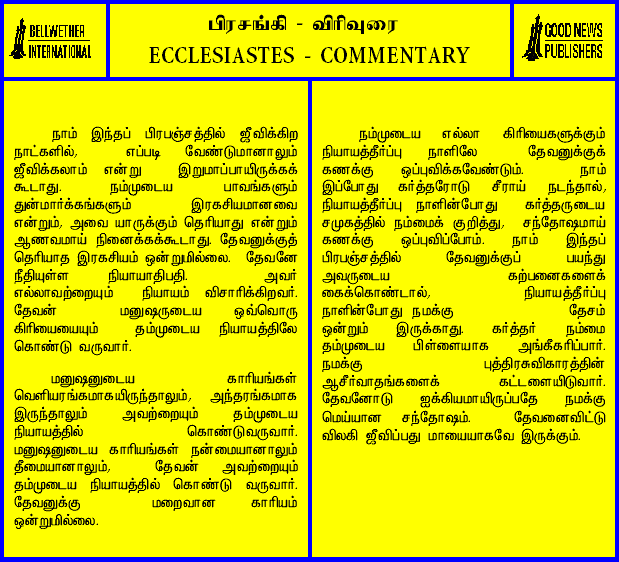 BELLWETHER
INTERNATIONAL
பிரசங்கி - விரிவுரை
ECCLESIASTES - COMMENTARY
GOOD NEWS
PUBLISHERS
நாம் இந்தப் பிரபஞ்சத்தில் ஜீவிக்கிற
நாட்களில், எப்படி வேண்டுமானாலும்
ஜீவிக்கலாம் என்று இறுமாப்பாயிருக்கக்
கூடாது. நம்முடைய பாவங்களும்
துன்மார்க்கங்களும் இரகசியமானவை
என்றும், அவை யாருக்கும் தெரியாது என்றும்
ஆணவமாய் நினைக்கக்கூடாது. தேவனுக்குத்
தெரியாத இரகசியம் ஒன்றுமில்லை. தேவனே
நீதியுள்ள நியாயாதிபதி. அவர்
எல்லாவற்றையும் நியாயம் விசாரிக்கிறவர்.
தேவன் மனுஷருடைய ஒவ்வொரு
கிரியையையும் தம்முடைய நியாயத்திலே
கொண்டு வருவார்.
மனுஷனுடைய காரியங்கள்
வெளியரங்கமாகயிருந்தாலும், அந்தரங்கமாக
இருந்தாலும் அவற்றையும் தம்முடைய
நியாயத்தில் கொண்டுவருவார்.
மனுஷனுடைய காரியங்கள் நன்மையானாலும்
தீமையானாலும், தேவன் அவற்றையும்
தம்முடைய நியாயத்தில் கொண்டு வருவார்.
தேவனுக்கு மறைவான காரியம்
ஒன்றுமில்லை.
நம்முடைய எல்லா கிரியைகளுக்கும்
நியாயத்தீர்ப்பு நாளிலே தேவனுக்குக்
கணக்கு ஒப்புவிக்கவேண்டும். நாம்
இப்போது கர்த்தரோடு சீராய் நடந்தால்,
நியாயத்தீர்ப்பு நாளின்போது கர்த்தருடைய
சமுகத்தில் நம்மைக் குறித்து, சந்தோஷமாய்
கணக்கு ஒப்புவிப்போம். நாம் இந்தப்
பிரபஞ்சத்தில் தேவனுக்குப் பயந்து
அவருடைய கற்பனைகளைக்
கைக்கொண்டால், நியாயத்தீர்ப்பு
நாளின்போது நமக்கு தேசம்
ஒன்றும் இருக்காது. கர்த்தர் நம்மை
தம்முடைய பிள்ளையாக அங்கீகரிப்பார்.
நமக்கு புத்திரசுவிகாரத்தின்
ஆசீர்வாதங்களைக் கட்டளையிடுவார்.
தேவனோடு ஐக்கியமாயிருப்பதே நமக்கு
மெய்யான சந்தோஷம். தேவனைவிட்டு
விலகி ஜீவிப்பது மாயையாகவே இருக்கும்.